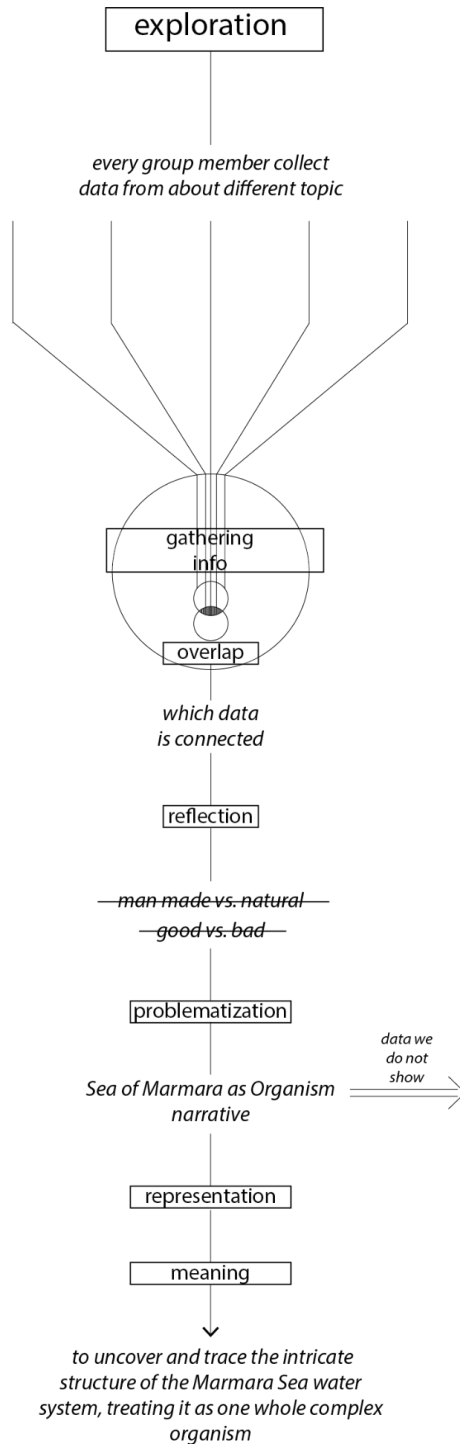 exploration
every group member collect
data from about different topic
gathering
info
overlap
which data
is connected
reflection
man made vs. natural
good vs. bad
problematization
data we
do not
show
Sea of Marmara as Organism
narrative
representation
meaning
to uncover and trace the intricate
structure of the Marmara Sea water
system, treating it as one whole complex
organism